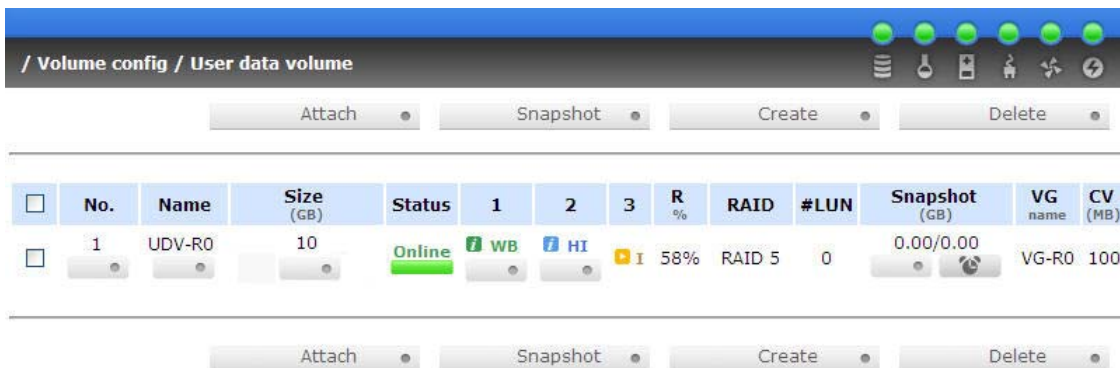 / Volume config / User data volume
Attach Snapshot Create Delete
No. Name Size (GB) Status 1 2 3 R % RAID #LUN Snapshot (GB) VG name CV (MB)
1 UDV-R0 10 Online i WB i HI I 58% RAID 5 0 0.00/0.00 VG-R0 100
Attach Snapshot Create Delete